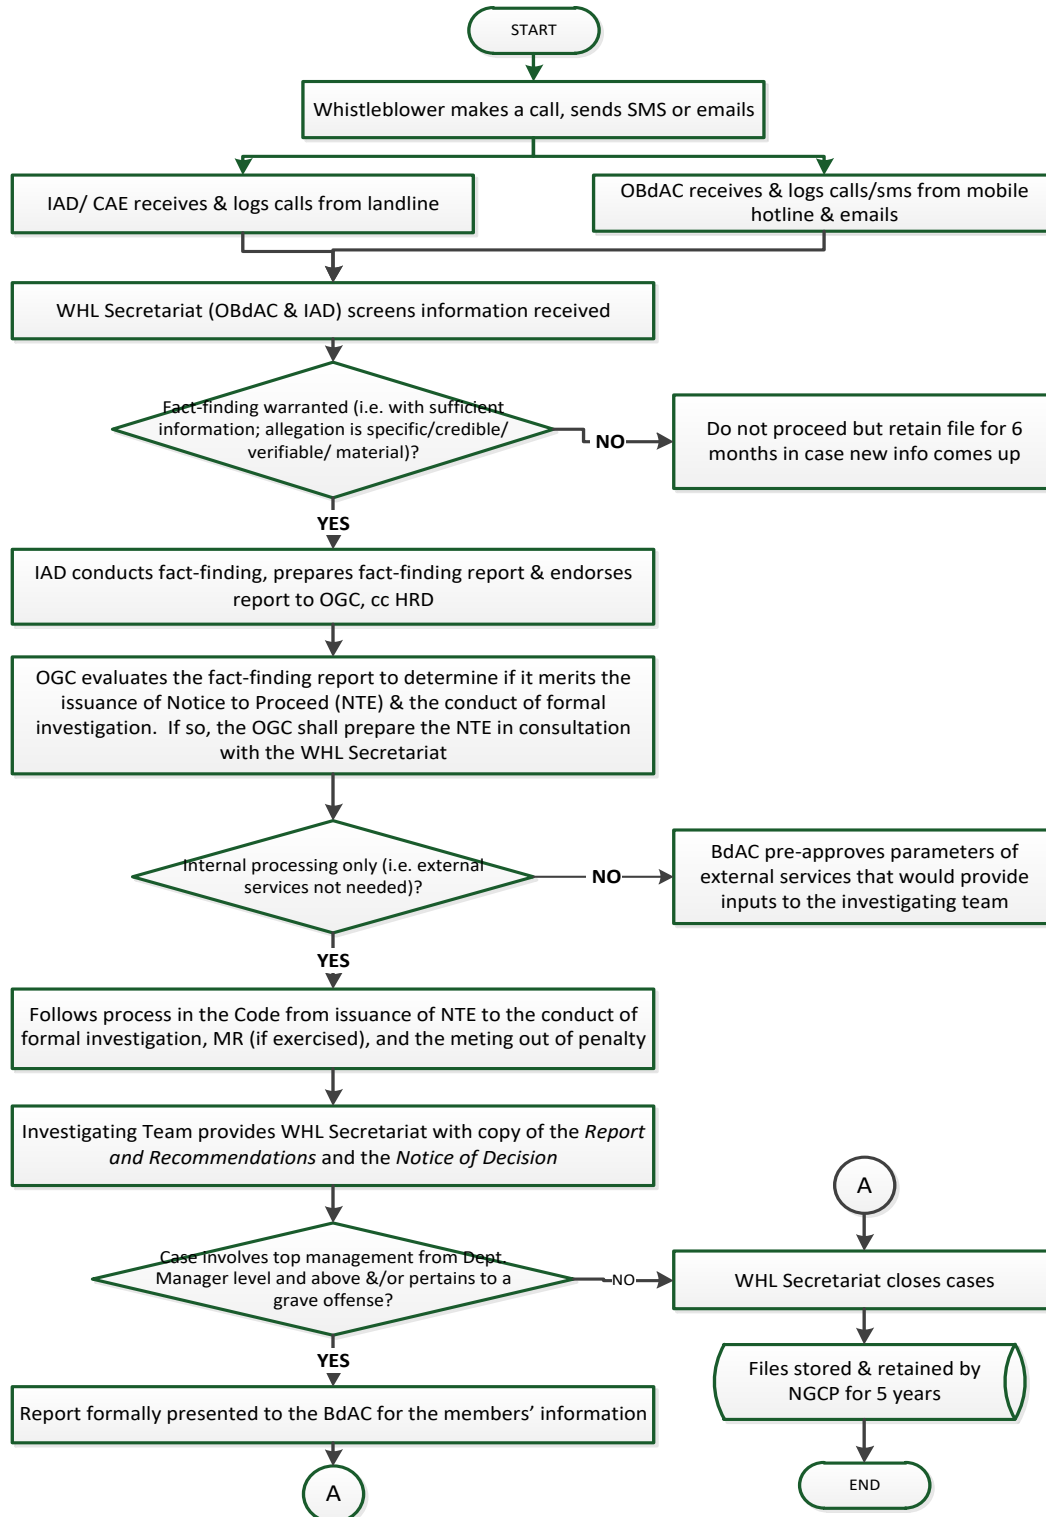 START
Whistleblower makes a call, sends SMS or emails
IAD/ CAE receives & logs calls from landline
OBdAC receives & logs calls/sms from mobile
hotline & emails
WHL Secretariat (OBdAC & IAD) screens information received
Fact-finding warranted (i.e. with sufficient
information; allegation is specific/credible/
verifiable/ material)?
NO
Do not proceed but retain file for 6
months in case new info comes up
YES
IAD conducts fact-finding, prepares fact-finding report & endorses
report to OGC, cc HRD
OGC evaluates the fact-finding report to determine if it merits the
issuance of Notice to Proceed (NTE) & the conduct of formal
investigation.  If so, the OGC shall prepare the NTE in consultation
with the WHL Secretariat
Internal processing only (i.e. external
services not needed)?
NO
BdAC pre-approves parameters of
external services that would provide
inputs to the investigating team
YES
Follows process in the Code from issuance of NTE to the conduct of
formal investigation, MR (if exercised), and the meting out of penalty
Investigating Team provides WHL Secretariat with copy of the Report
and Recommendations and the Notice of Decision
Case involves top management from Dept.
Manager level and above &/or pertains to a
grave offense?
NO
YES
Report formally presented to the BdAC for the members' information
A
A
WHL Secretariat closes cases
Files stored & retained by
NGCP for 5 years
END